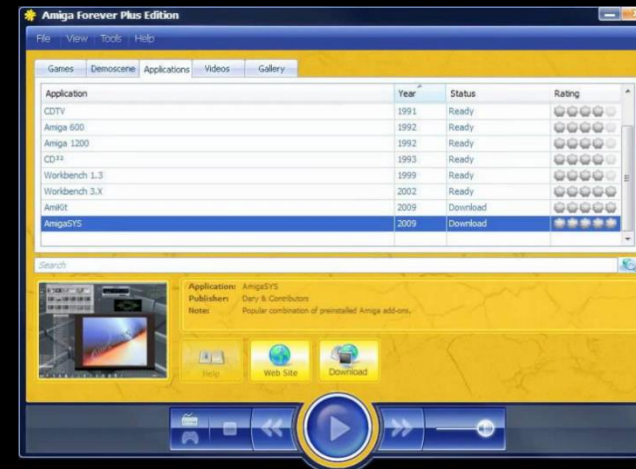 Amiga Forever Plus Edition
File View Tools Help
Games Demoscene Applications Videos Gallery
Application Year Status Rating
CDTV 1991 Ready
Amiga 600 1992 Ready
Amiga 1200 1992 Ready
CD³² 1993 Ready
Workbench 1.3 1999 Ready
Workbench 3.X 2002 Ready
AmiKit 2009 Download
AmigaSYS 2009 Download
Search
Application: AmigaSYS
Publisher: Dary & Contributors
Note: Popular combination of preinstalled Amiga add-ons.
Help Web Site Download